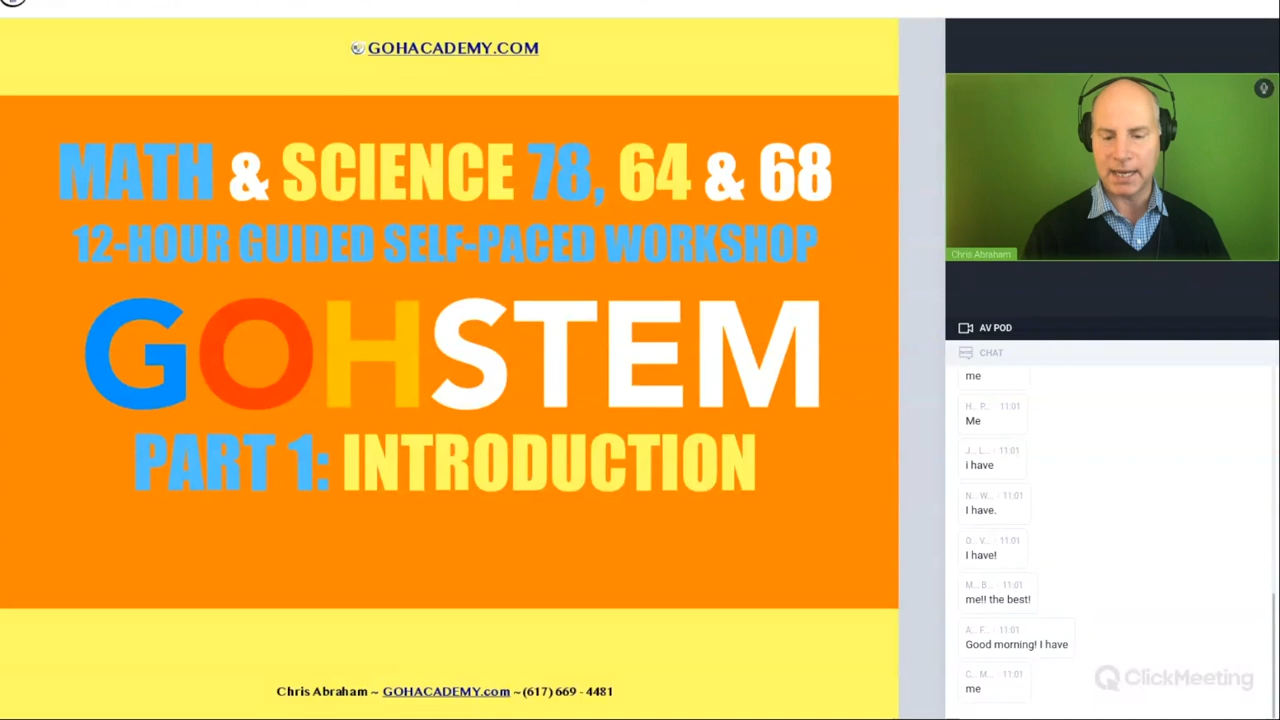 GOHACADEMY.COM
MATH & SCIENCE 78, 64 & 68
12-HOUR GUIDED SELF-PACED WORKSHOP
GOHSTEM
PART 1: INTRODUCTION
Chris Abraham ~ GOHACADEMY.com ~(617) 669 - 4481
Chris Abraham
AV POD
CHAT
me
H... P... 11:01
Me
J... L... 11:01
i have
N... W... 11:01
I have.
O... V... 11:01
I have!
M... B... 11:01
me!! the best!
A... F... 11:01
Good morning! I have
C... M... 11:01
me
ClickMeeting